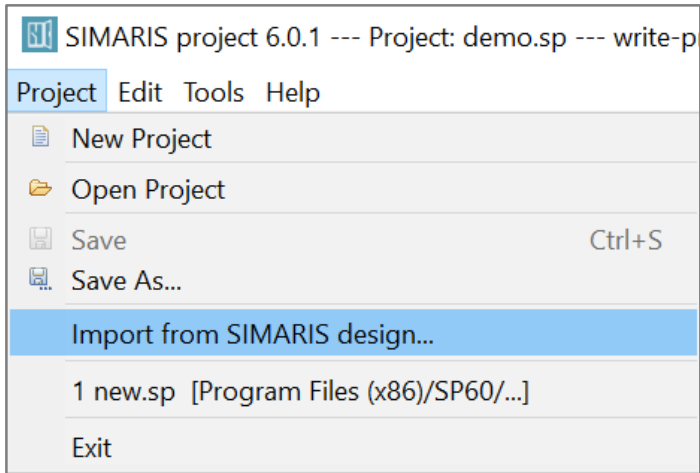 SIMARIS project 6.0.1 --- Project: demo.sp --- write-p
Project Edit Tools Help
New Project
Open Project
Save Ctrl+S
Save As...
Import from SIMARIS design...
1 new.sp [Program Files (x86)/SP60/...]
Exit